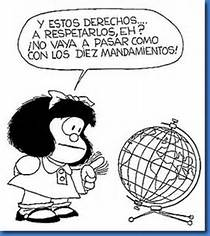 Y ESTOS DERECHOS....
A RESPETARLOS, EH?
¡NO VAYA A PASAR COMO
CON LOS DIEZ MANDAMIENTOS!